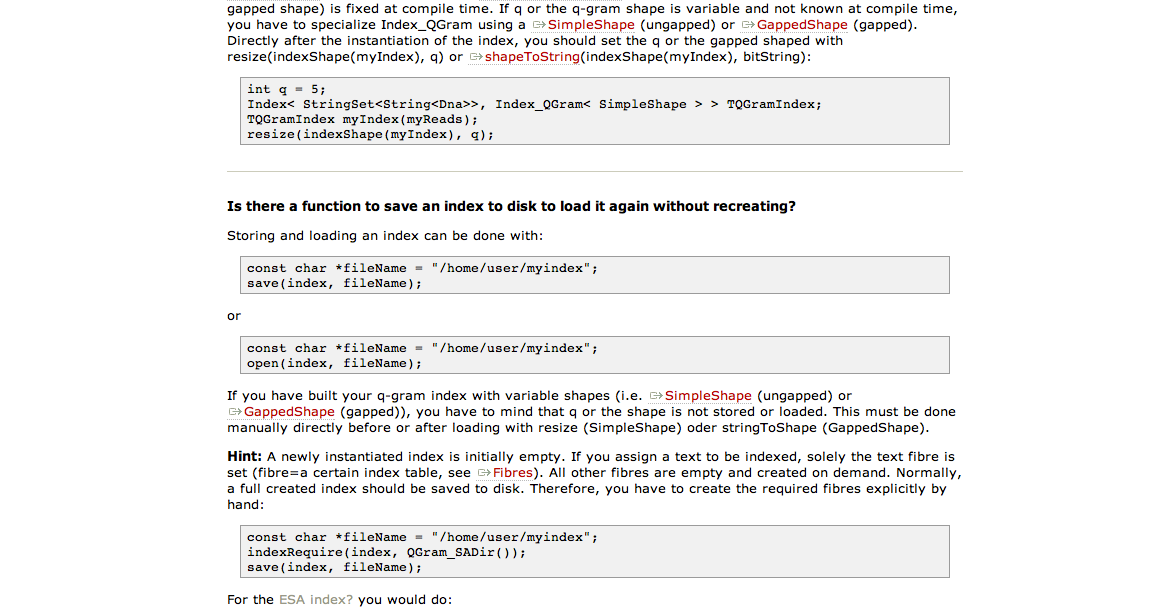 gapped shape) is fixed at compile time. If q or the q-gram shape is variable and not known at compile time,
you have to specialize Index_QGram using a SimpleShape (ungapped) or GappedShape (gapped).
Directly after the instantiation of the index, you should set the q or the gapped shaped with
resize(indexShape(myIndex), q) or shapeToString(indexShape(myIndex), bitString):
int q = 5;
Index< StringSet<String<Dna>>, Index_QGram< SimpleShape > > TQGramIndex;
TQGramIndex myIndex(myReads);
resize(indexShape(myIndex), q);
Is there a function to save an index to disk to load it again without recreating?
Storing and loading an index can be done with:
const char *fileName = "/home/user/myindex";
save(index, fileName);
or
const char *fileName = "/home/user/myindex";
open(index, fileName);
If you have built your q-gram index with variable shapes (i.e. SimpleShape (ungapped) or
GappedShape (gapped)), you have to mind that q or the shape is not stored or loaded. This must be done
manually directly before or after loading with resize (SimpleShape) oder stringToShape (GappedShape).
Hint: A newly instantiated index is initially empty. If you assign a text to be indexed, solely the text fibre is
set (fibre=a certain index table, see Fibres). All other fibres are empty and created on demand. Normally,
a full created index should be saved to disk. Therefore, you have to create the required fibres explicitly by
hand:
const char *fileName = "/home/user/myindex";
indexRequire(index, QGram_SADir());
save(index, fileName);
For the ESA index? you would do: